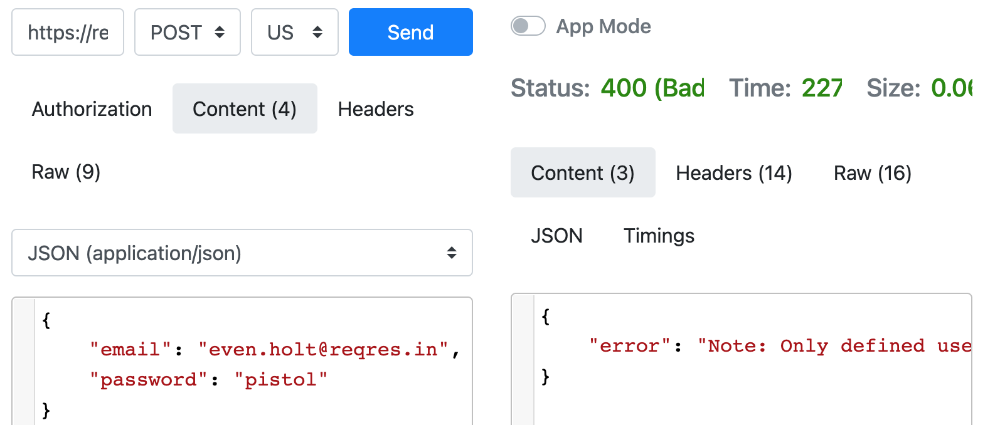 https://re
POST
US
Send
Authorization
Content (4)
Headers
Raw (9)
JSON (application/json)
{
"email": "even.holt@reqres.in",
"password": "pistol"
}
App Mode
Status: 400 (Bad
Time: 227
Size: 0.06
Content (3)
Headers (14)
Raw (16)
JSON
Timings
{
"error": "Note: Only defined use
}